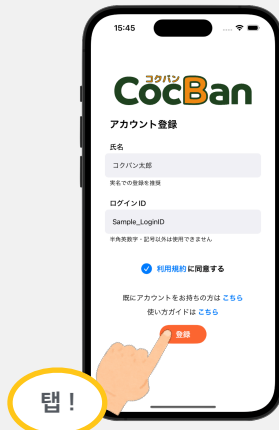 15:45
コクバン
CocBan
アカウント登録
氏名
コクバン太郎
実名での登録を推奨
ログインID
Sample_LoginID
半角英数字・記号以外は使用できません
利用規約に同意する
既にアカウントをお持ちの方は こちら
使い方ガイドは こちら
登録
탭 !